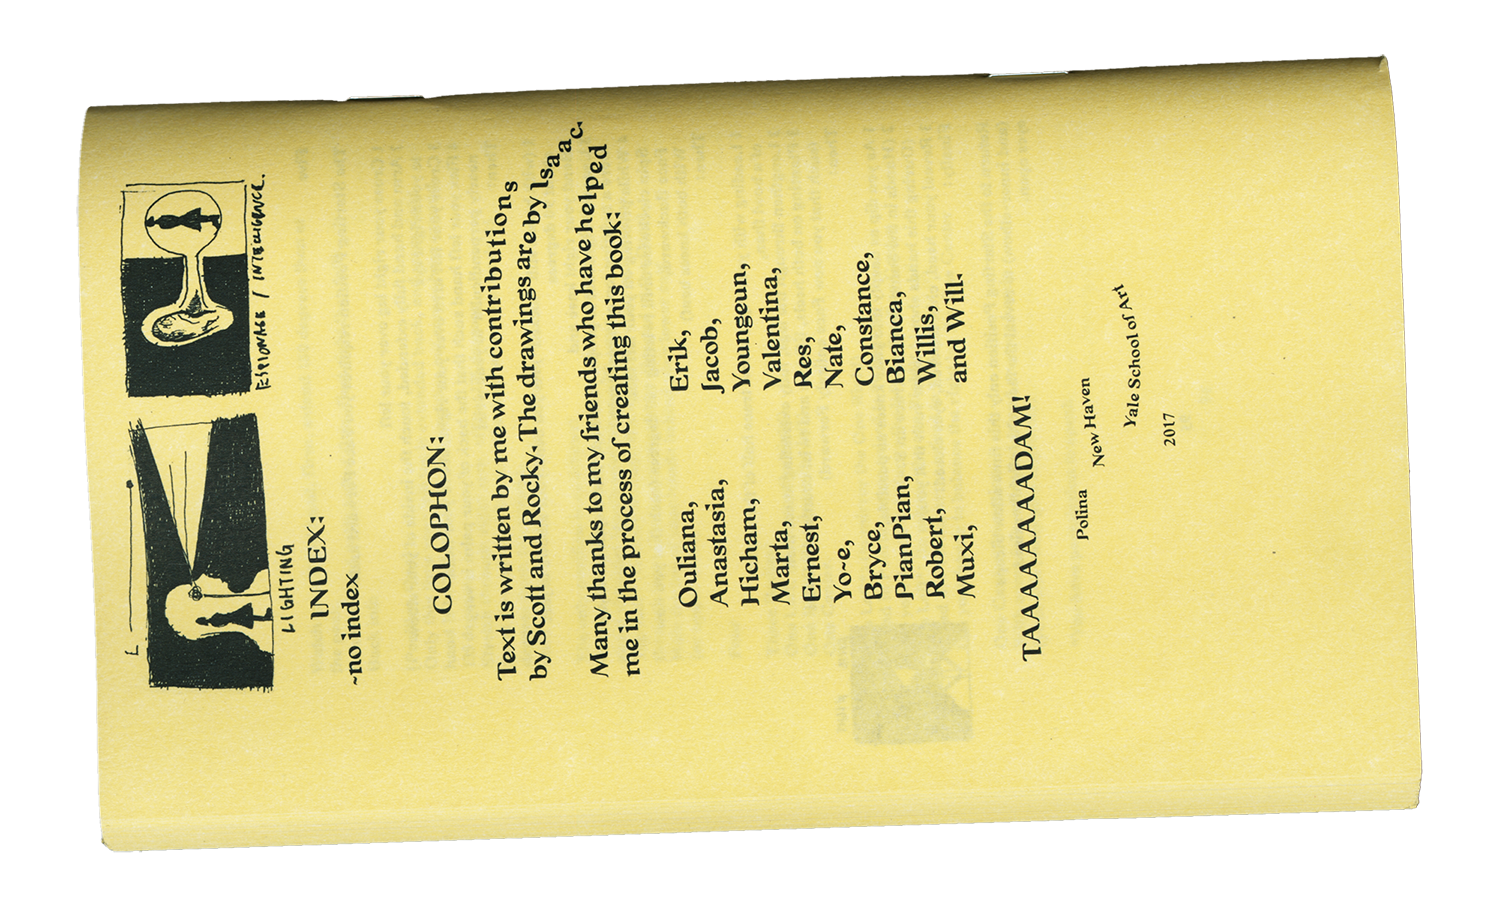 L
LIGHTING
ESPIONAGE / INTELLIGENCE.
INDEX:
~no index
COLOPHON:
Text is written by me with contributions
by Scott and Rocky. The drawings are by Isaac.
Many thanks to my friends who have helped
me in the process of creating this book:
Ouliana,
Anastasia,
Hicham,
Marta,
Ernest,
Yo-e,
Bryce,
PianPian,
Robert,
Muxi,
Erik,
Jacob,
Youngeun,
Valentina,
Res,
Nate,
Constance,
Bianca,
Willis,
and Will.
TAAAAAAAADAM!
Polina
New Haven
Yale School of Art
2017